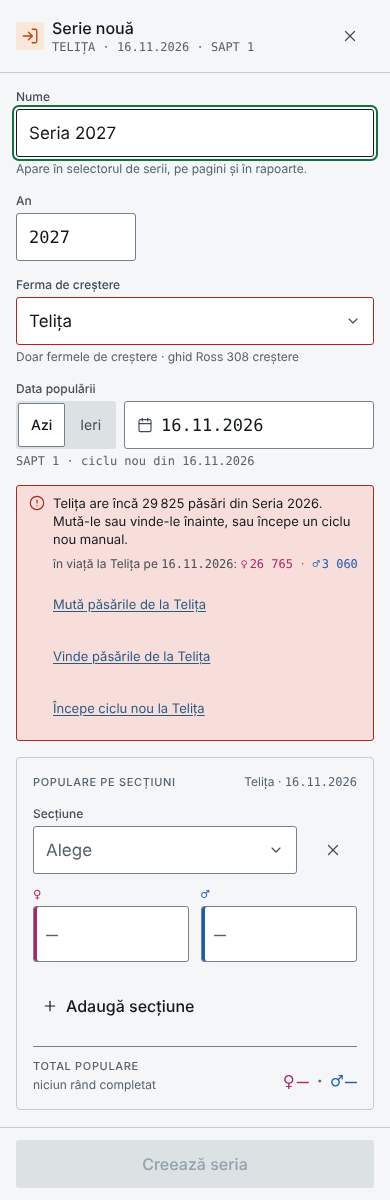 Serie nouă
TELIȚA · 16.11.2026 · SAPT 1
Nume
Seria 2027
Apare în selectorul de serii, pe pagini și în rapoarte.
An
2027
Ferma de creștere
Telița
Doar fermele de creștere · ghid Ross 308 creștere
Data populării
Azi Ieri 16.11.2026
SAPT 1 · ciclu nou din 16.11.2026
Telița are încă 29 825 păsări din Seria 2026.
Mută-le sau vinde-le înainte, sau începe un ciclu
nou manual.
în viață la Telița pe 16.11.2026: ♀26 765 · ♂3 060
Mută păsările de la Telița
Vinde păsările de la Telița
Începe ciclu nou la Telița
POPULARE PE SECȚIUNI Telița · 16.11.2026
Secțiune
Alege
♀ ♂
— —
+ Adaugă secțiune
TOTAL POPULARE
niciun rând completat ♀— · ♂—
Creează seria